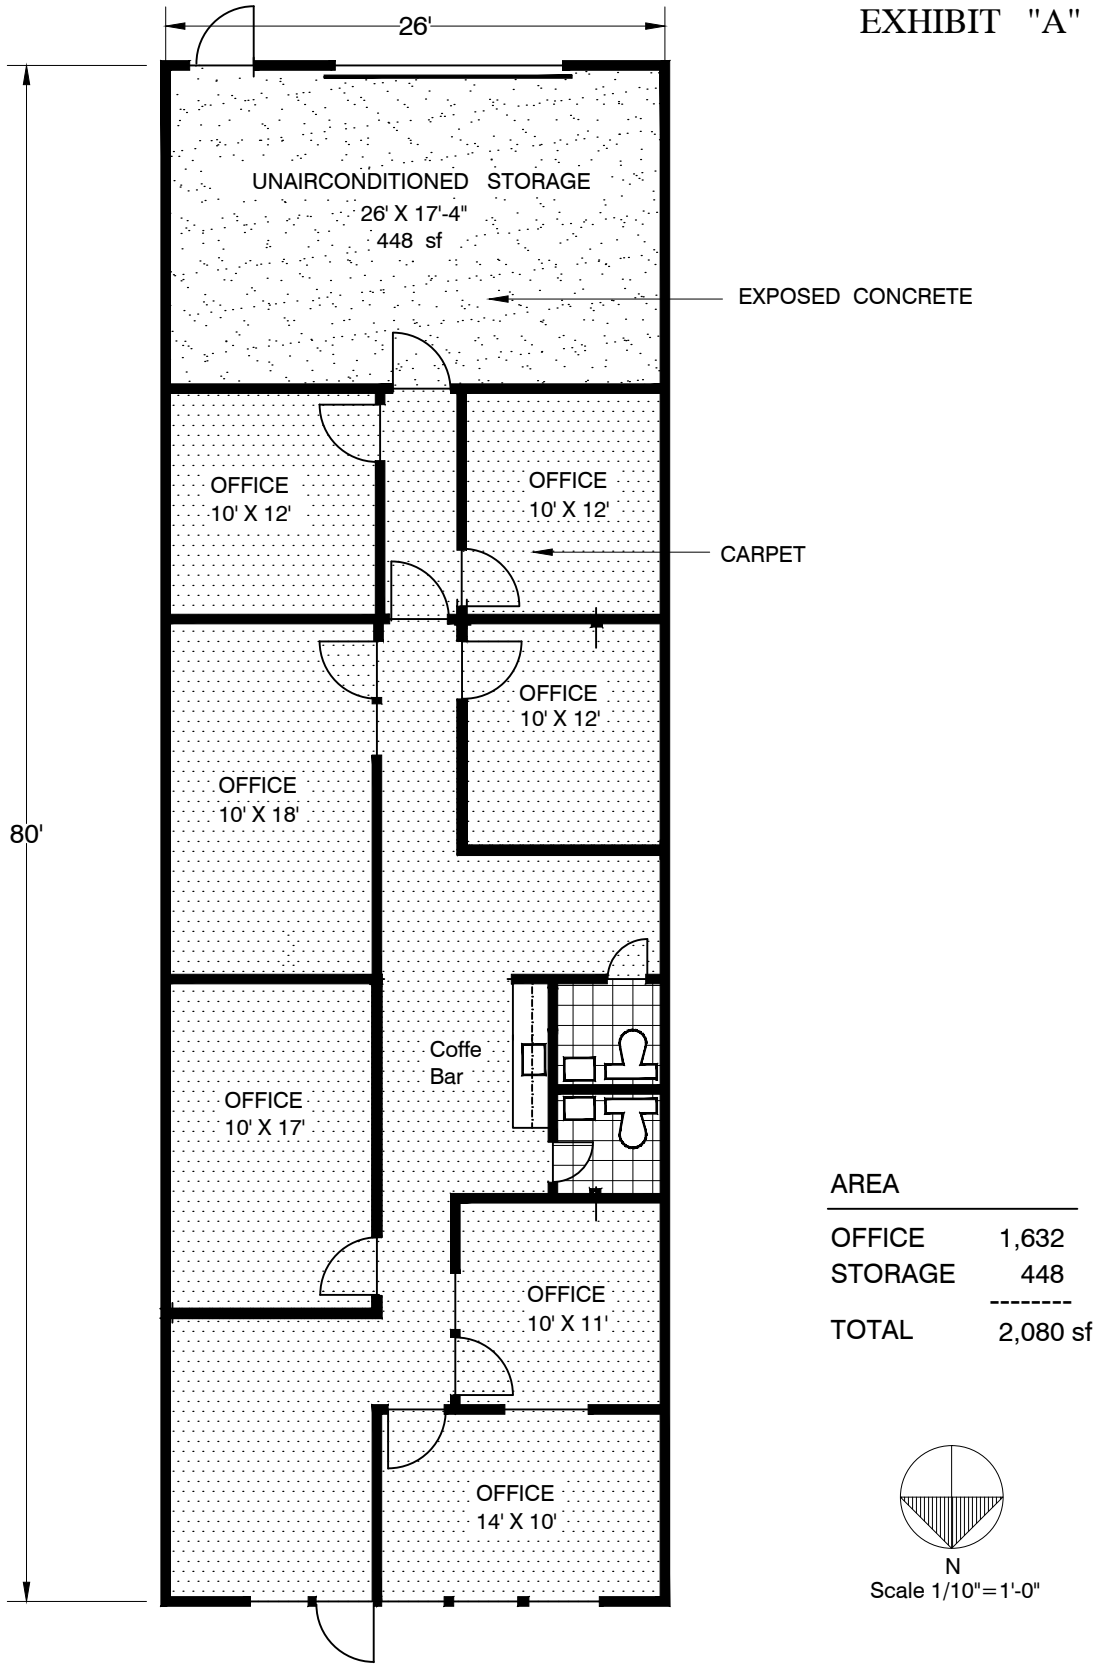 EXHIBIT "A"
26'
UNAIRCONDITIONED STORAGE
26' X 17'-4"
448 sf
EXPOSED CONCRETE
OFFICE
10' X 12'
OFFICE
10' X 12'
CARPET
OFFICE
10' X 12'
OFFICE
10' X 18'
80'
Coffe
Bar
OFFICE
10' X 17'
AREA
OFFICE 1,632
STORAGE 448
--------
TOTAL 2,080 sf
OFFICE
10' X 11'
OFFICE
14' X 10'
N
Scale 1/10"=1'-0"